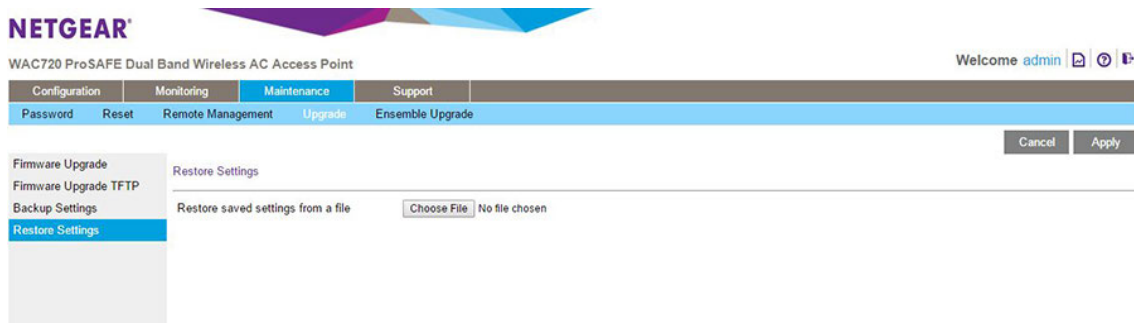 NETGEAR®
WAC720 ProSAFE Dual Band Wireless AC Access Point
Welcome admin
Configuration Monitoring Maintenance Support
Password Reset Remote Management Upgrade Ensemble Upgrade
Cancel Apply
Firmware Upgrade
Firmware Upgrade TFTP
Backup Settings
Restore Settings
Restore Settings
Restore saved settings from a file Choose File No file chosen